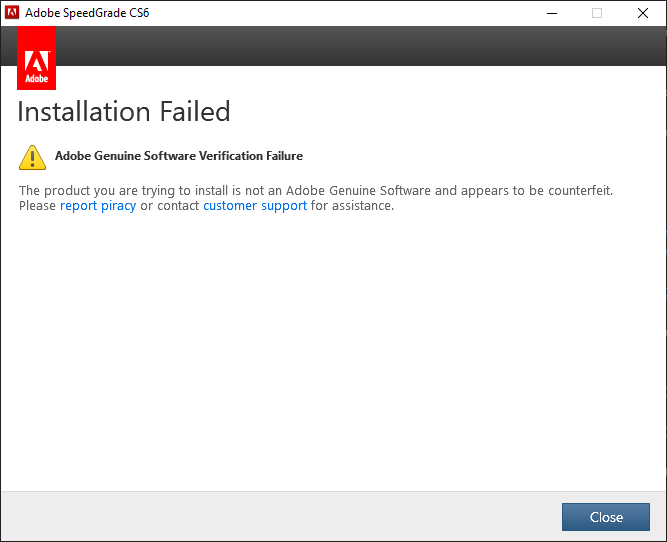 Adobe SpeedGrade CS6
Adobe
Installation Failed
Adobe Genuine Software Verification Failure
The product you are trying to install is not an Adobe Genuine Software and appears to be counterfeit.
Please report piracy or contact customer support for assistance.
Close